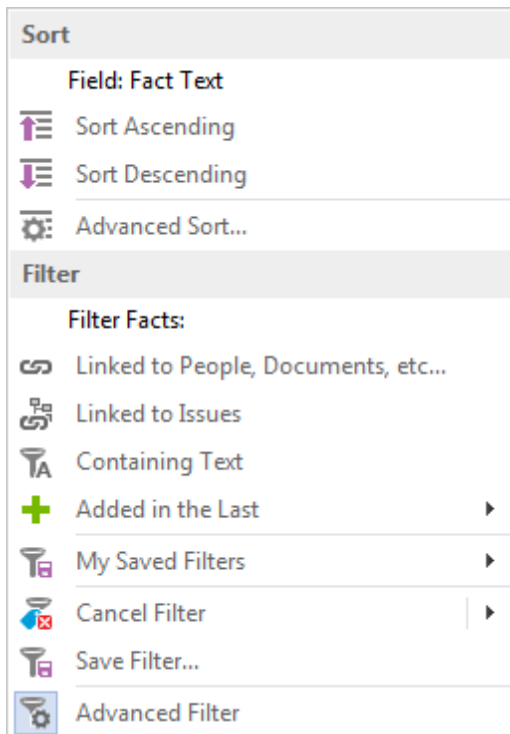 Sort
Field: Fact Text
Sort Ascending
Sort Descending
Advanced Sort...
Filter
Filter Facts:
Linked to People, Documents, etc...
Linked to Issues
A Containing Text
Added in the Last
My Saved Filters
Cancel Filter
Save Filter...
Advanced Filter